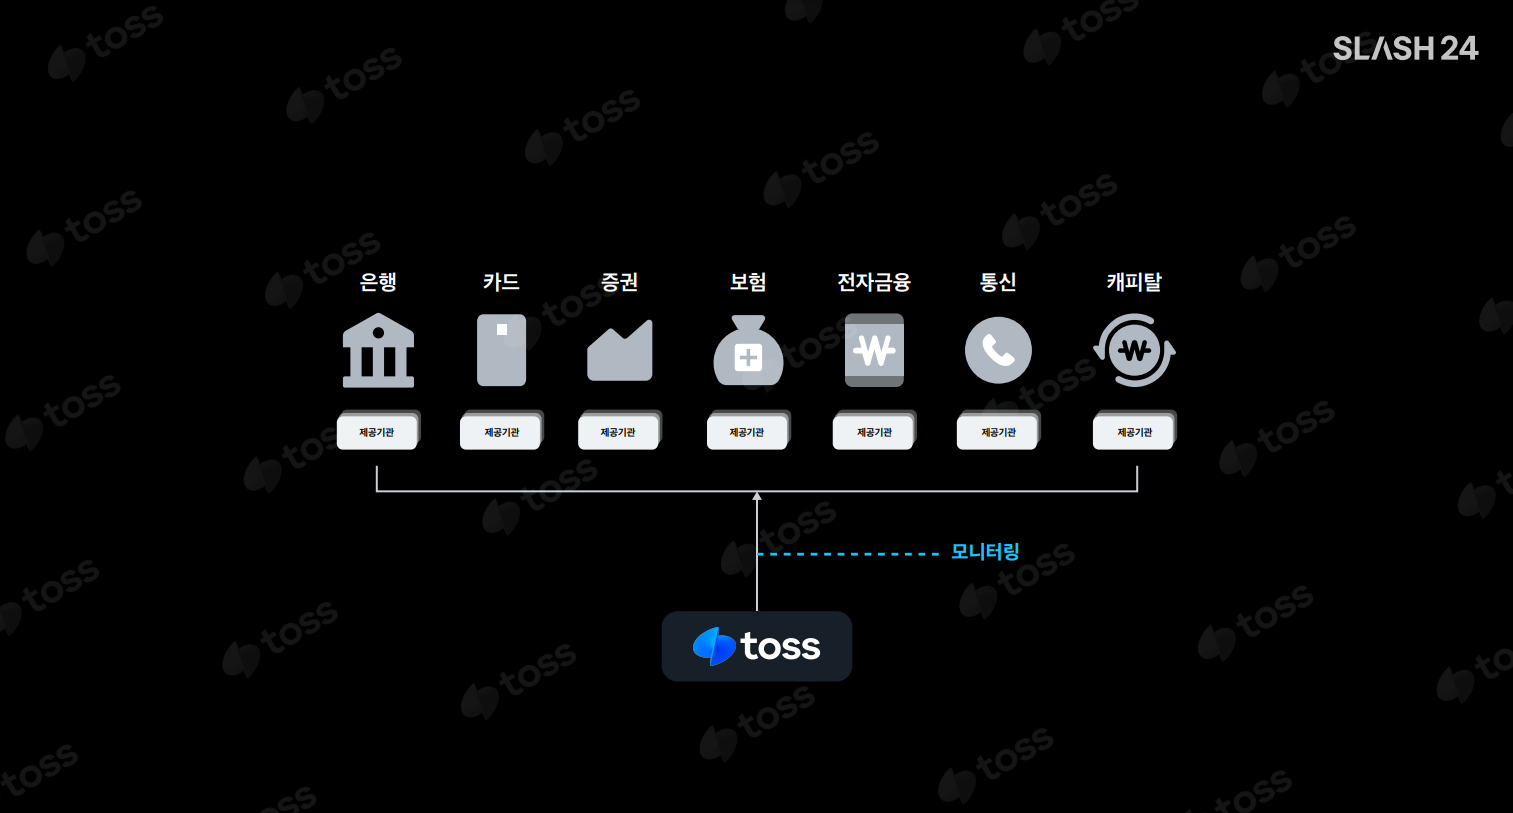 SLASH 24
은행 카드 증권 보험 전자금융 통신 캐피탈
제공기관 제공기관 제공기관 제공기관 제공기관 제공기관 제공기관
모니터링
toss